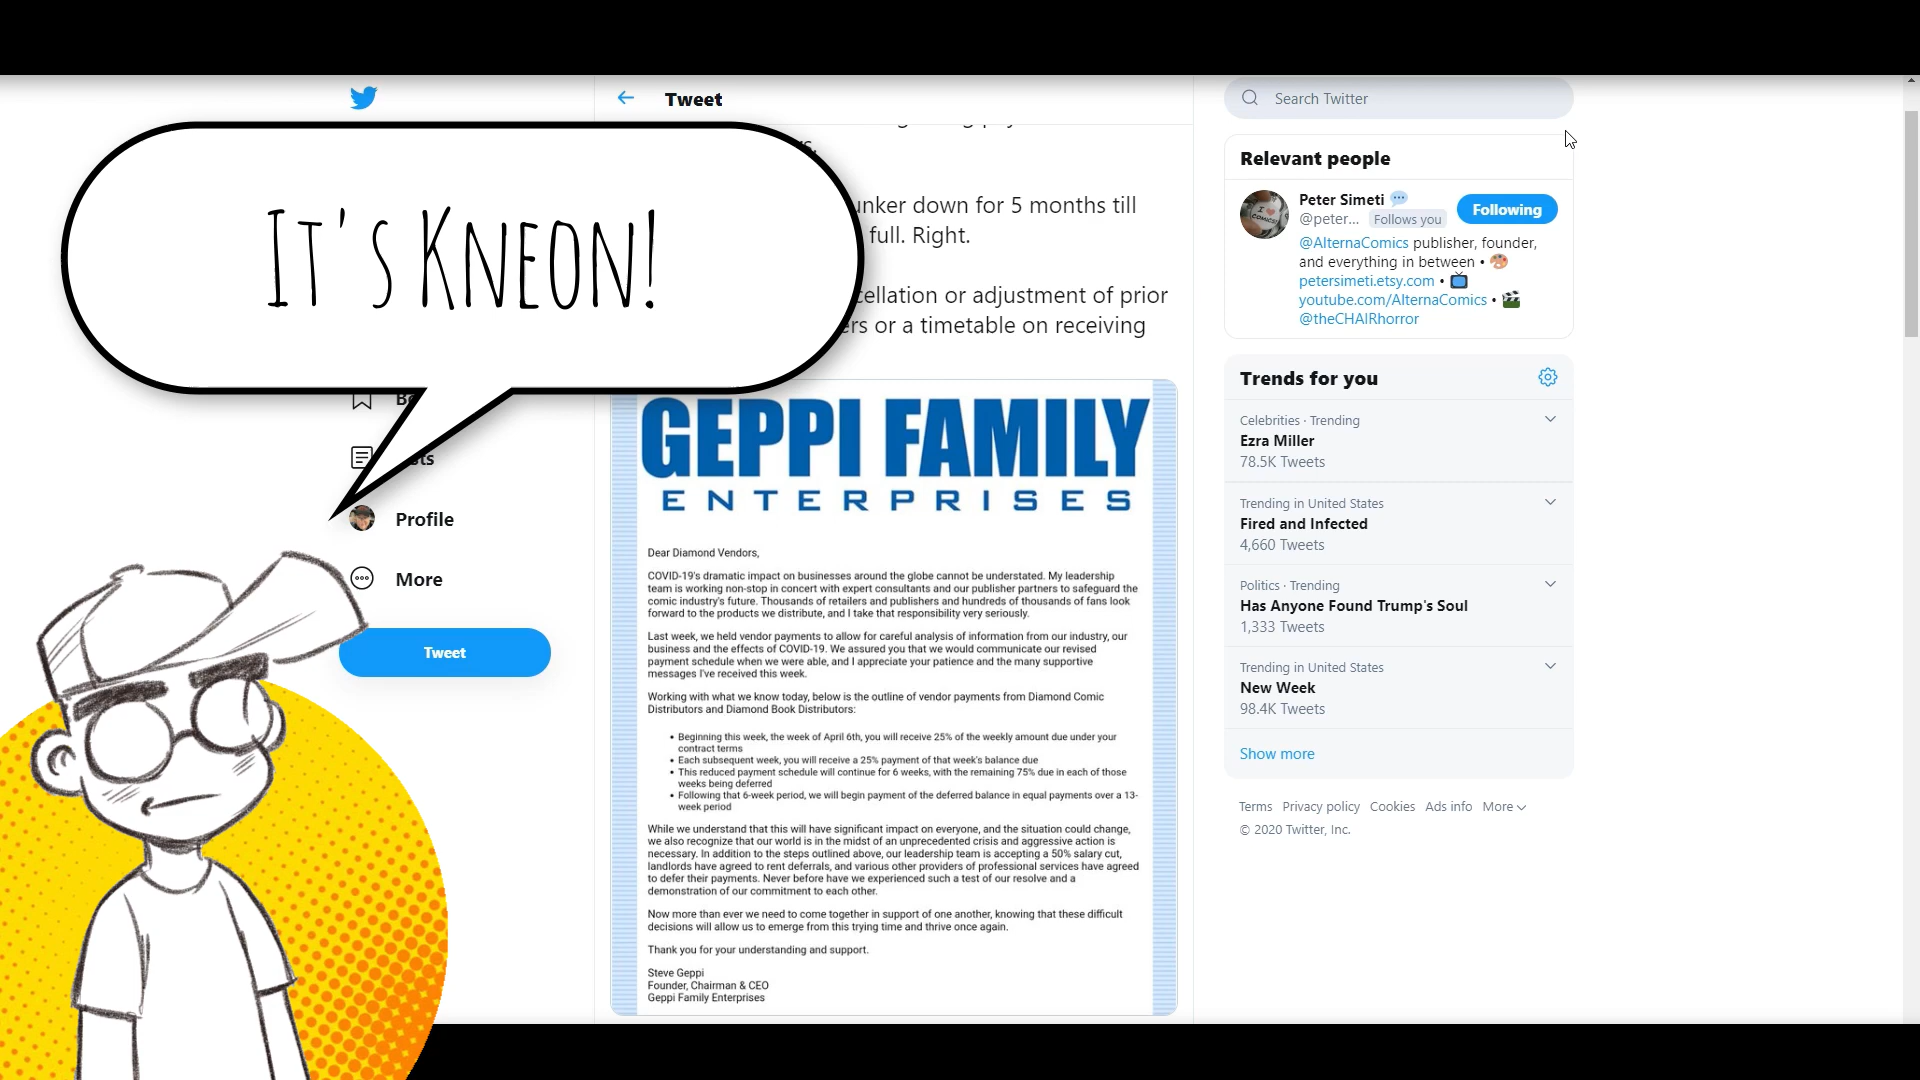 Tweet
Search Twitter
It's Kneon!
unker down for 5 months till
full. Right.
cellation or adjustment of prior
or a timetable on receiving
Profile
More
Tweet
GEPPI FAMILY
ENTERPRISES
Dear Diamond Vendors,
COVID-19's dramatic impact on businesses around the globe cannot be understated. My leadership
team is working non-stop in concert with expert consultants and our publisher partners to safeguard the
comic industry's future. Thousands of retailers and publishers and hundreds of thousands of fans look
forward to the products we distribute, and I take that responsibility very seriously.
Last week, we held vendor payments to allow for careful analysis of information from our industry, our
business and the effects of COVID-19. We assured you that we would communicate our revised
payment schedule when we were able, and I appreciate your patience and the many supportive
messages I've received this week.
Working with what we know today, below is the outline of vendor payments from Diamond Comic
Distributors and Diamond Book Distributors:
• Beginning this week, the week of April 6th, you will receive 25% of the weekly amount due under your
contract terms
• Each subsequent week, you will receive a 25% payment of that week's balance due
• This reduced payment schedule will continue for 6 weeks, with the remaining 75% due in each of those
weeks being deferred
• Following that 6-week period, we will begin payment of the deferred balance in equal payments over a 13-
week period
While we understand that this will have significant impact on everyone, and the situation could change,
we also recognize that our world is in the midst of an unprecedented crisis and aggressive action is
necessary. In addition to the steps outlined above, our leadership team is accepting a 50% salary cut,
landlords have agreed to rent deferrals, and various other providers of professional services have agreed
to defer their payments. Never before have we experienced such a test of our resolve and a
demonstration of our commitment to each other.
Now more than ever we need to come together in support of one another, knowing that these difficult
decisions will allow us to emerge from this trying time and thrive once again.
Thank you for your understanding and support.
Steve Geppi
Founder, Chairman & CEO
Geppi Family Enterprises
Relevant people
Peter Simeti
@peter... Follows you
Following
@AlternaComics publisher, founder,
and everything in between •
petersimeti.etsy.com •
youtube.com/AlternaComics •
@theCHAIRhorror
Trends for you
Celebrities · Trending
Ezra Miller
78.5K Tweets
Trending in United States
Fired and Infected
4,660 Tweets
Politics · Trending
Has Anyone Found Trump's Soul
1,333 Tweets
Trending in United States
New Week
98.4K Tweets
Show more
Terms Privacy policy Cookies Ads info More
© 2020 Twitter, Inc.